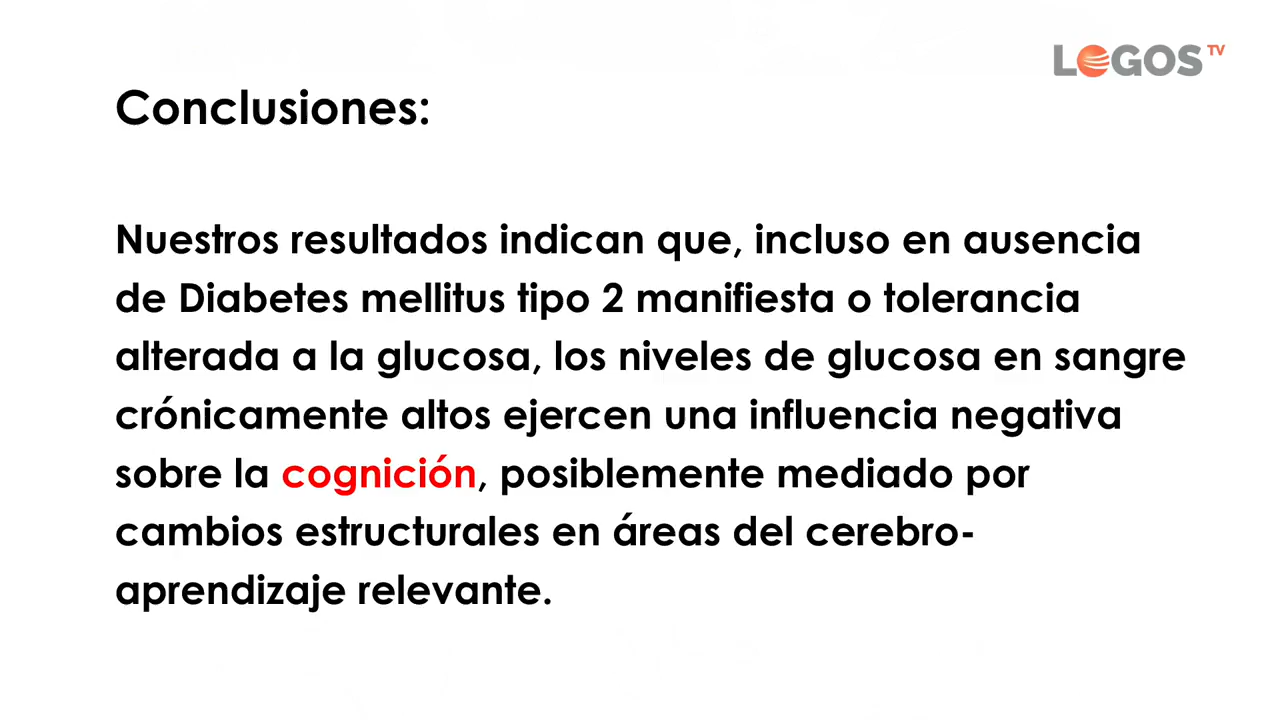 LOGOS TV
Conclusiones:
Nuestros resultados indican que, incluso en ausencia
de Diabetes mellitus tipo 2 manifiesta o tolerancia
alterada a la glucosa, los niveles de glucosa en sangre
crónicamente altos ejercen una influencia negativa
sobre la cognición, posiblemente mediado por
cambios estructurales en áreas del cerebro-
aprendizaje relevante.